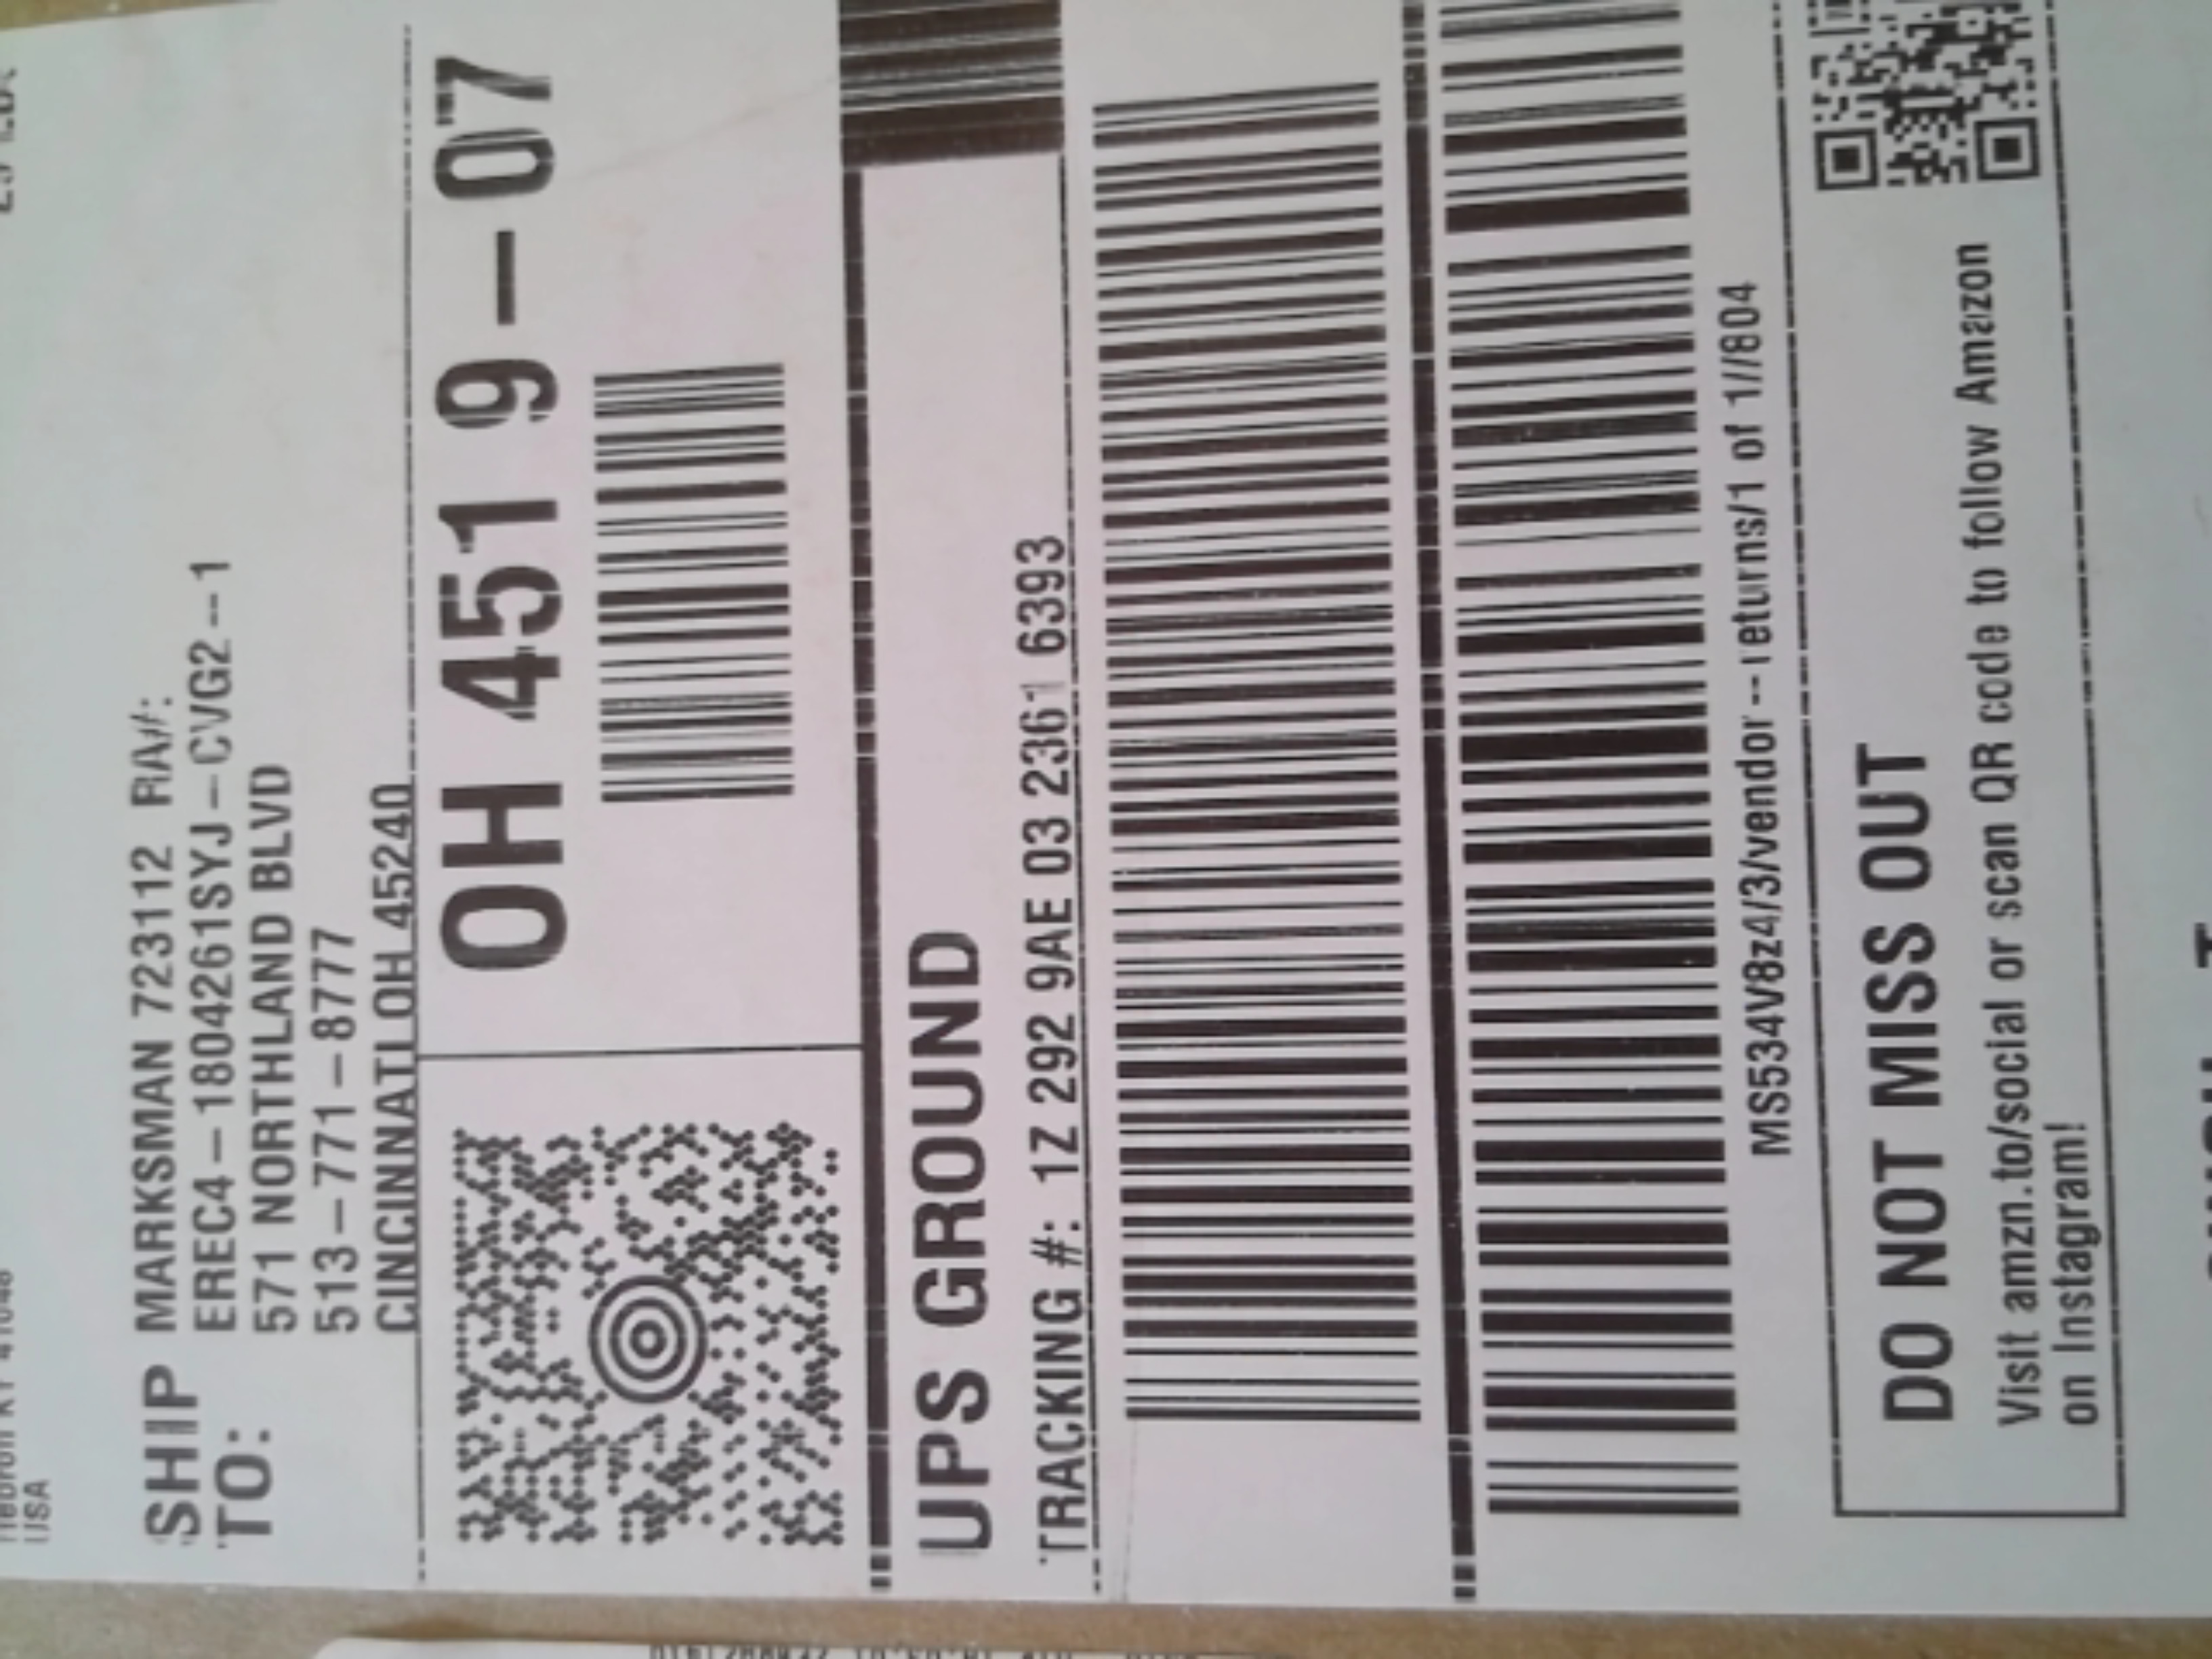 USA
SHIP TO:
MARKSMAN 723112 RA#:
EREC4-1804261SYJ-CVG2--1
571 NORTHLAND BLVD
513-771-8777
CINCINNATI OH 45240
OH 451 9-07
UPS GROUND
TRACKING #: 1Z 292 9AE 03 2361 6393
MS534V8z4/3/vendor--returns/1 of 1//804
DO NOT MISS OUT
Visit amzn.to/social or scan QR code to follow Amazon
on Instagram!